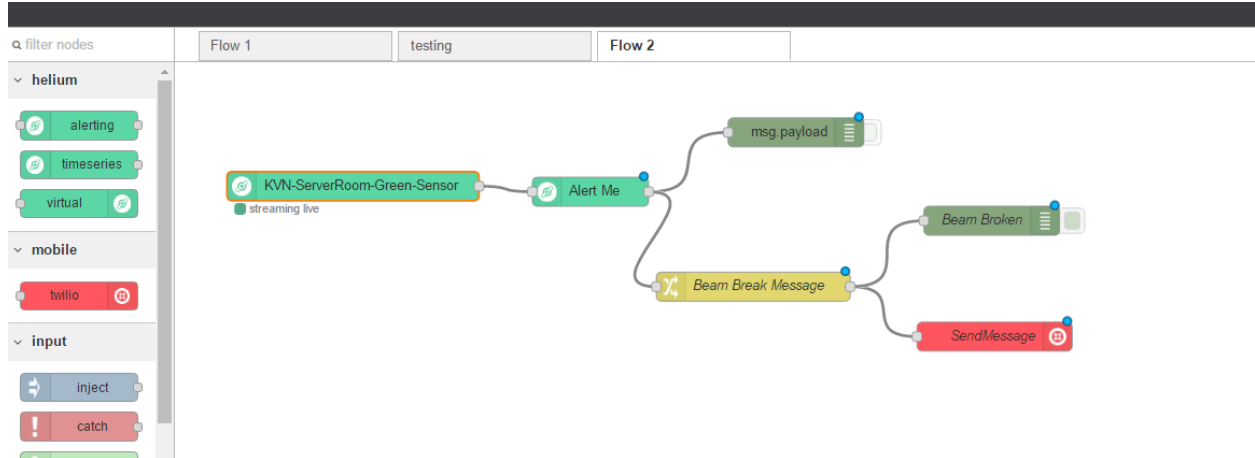 filter nodes
Flow 1
testing
Flow 2
helium
alerting
timeseries
virtual
mobile
twilio
input
inject
catch
KVN-ServerRoom-Green-Sensor
streaming live
Alert Me
msg.payload
Beam Break Message
Beam Broken
SendMessage